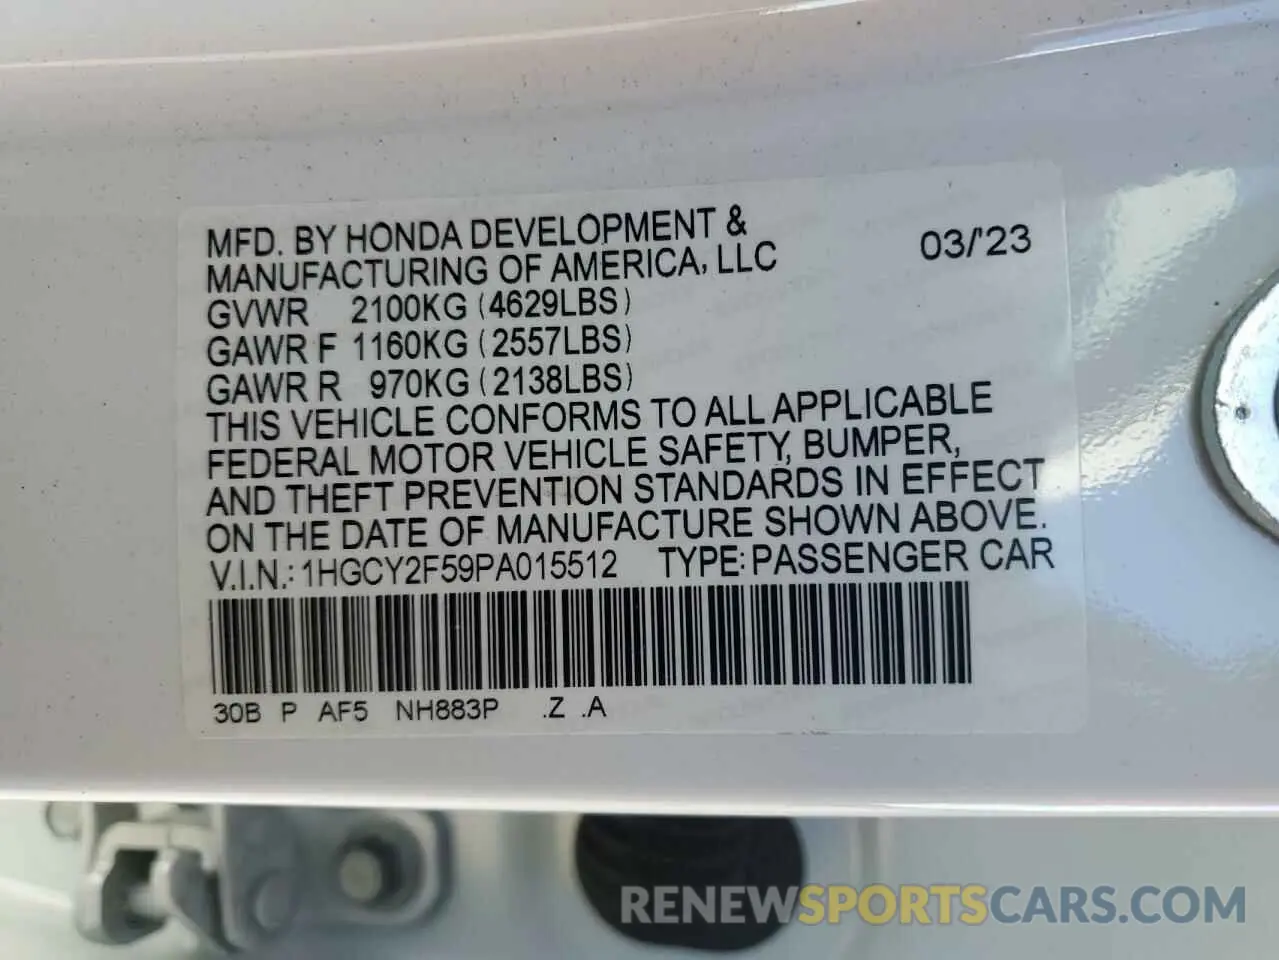 MFD. BY HONDA DEVELOPMENT & 03/'23
MANUFACTURING OF AMERICA, LLC
GVWR 2100KG (4629LBS)
GAWR F 1160KG (2557LBS)
GAWR R 970KG (2138LBS)
THIS VEHICLE CONFORMS TO ALL APPLICABLE
FEDERAL MOTOR VEHICLE SAFETY, BUMPER,
AND THEFT PREVENTION STANDARDS IN EFFECT
ON THE DATE OF MANUFACTURE SHOWN ABOVE.
V.I.N.: 1HGCY2F59PA015512 TYPE: PASSENGER CAR
30B P AF5 NH883P .Z .A
RENEWSPORTSCARS.COM